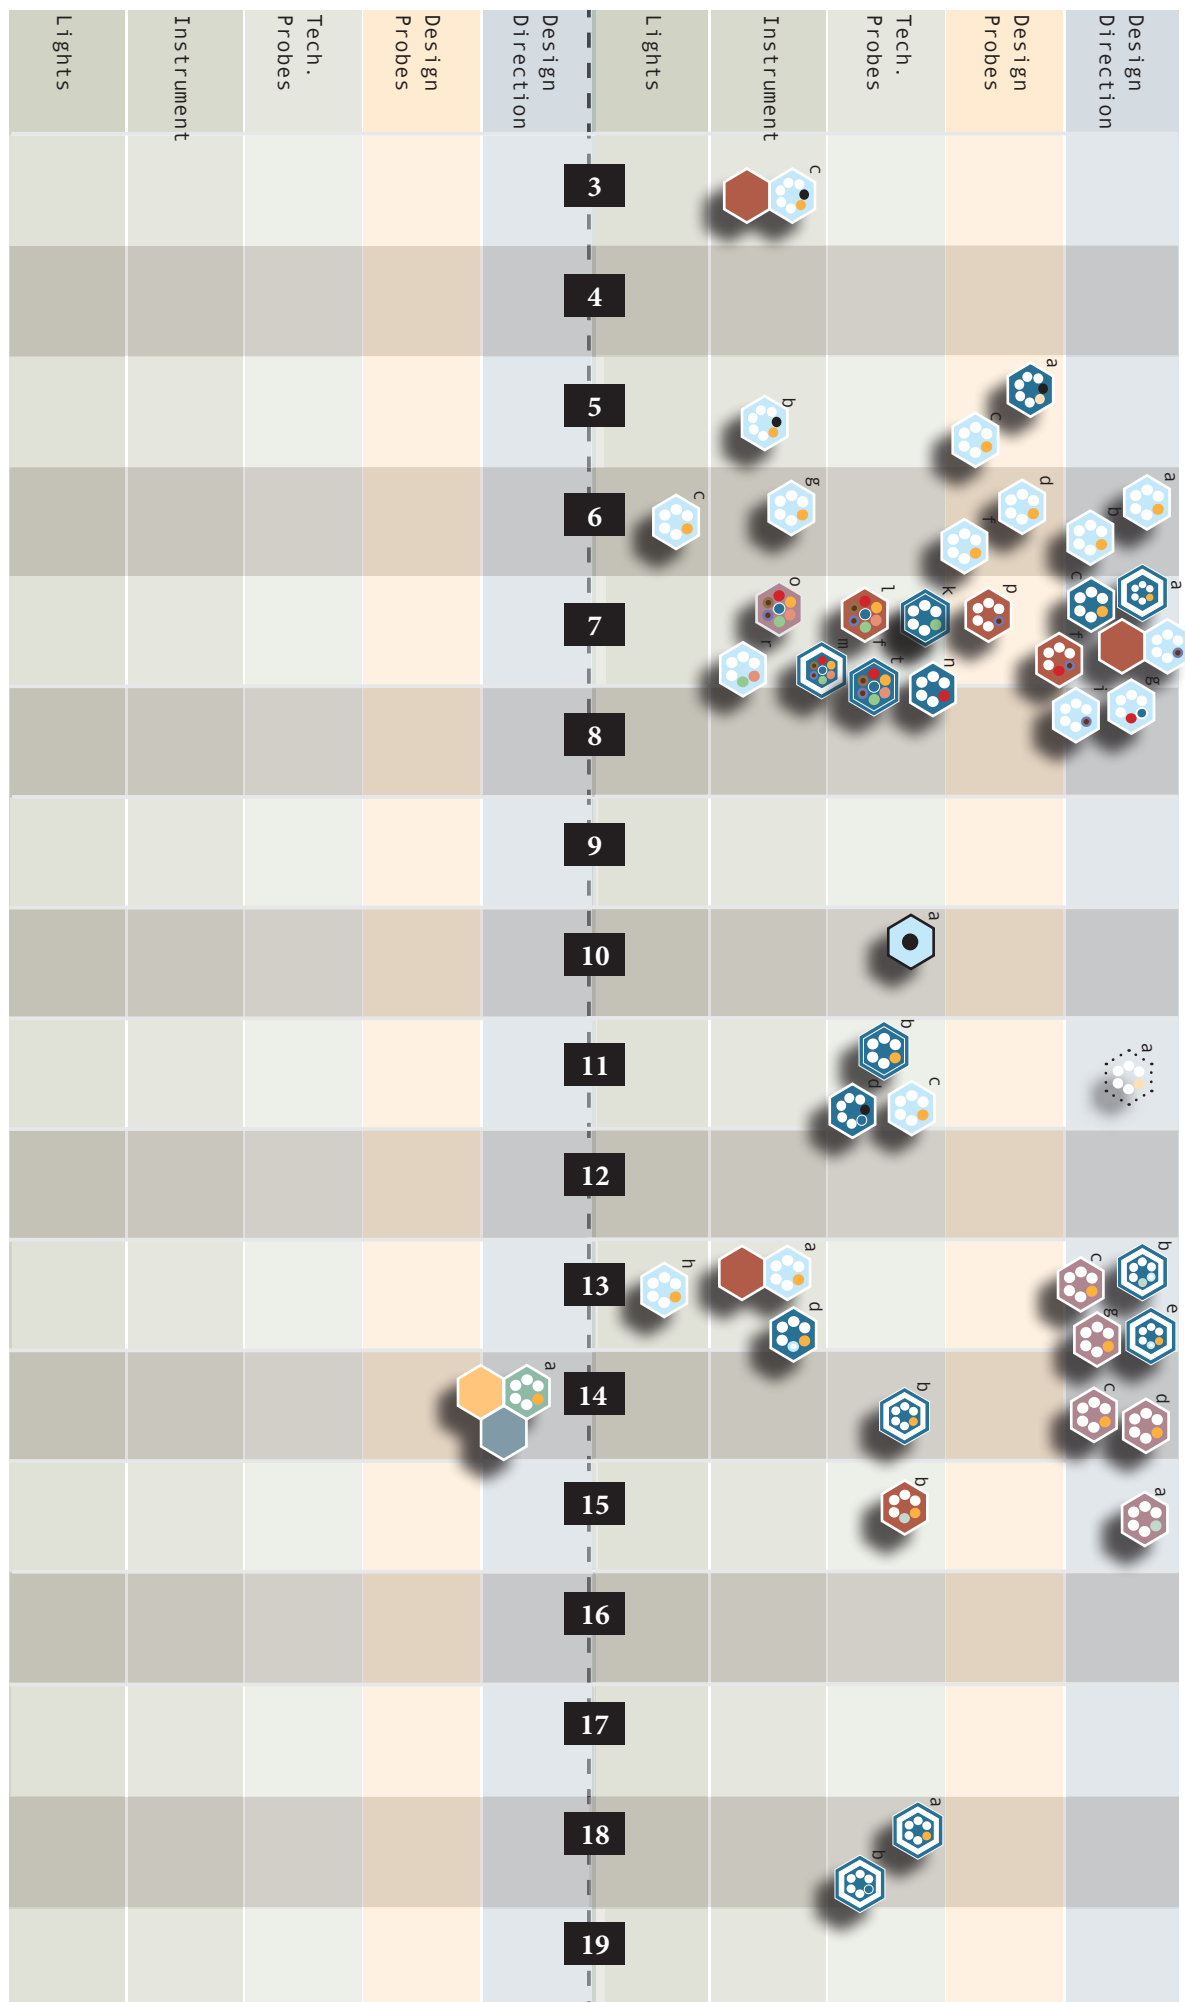 Lights
Instrument
Tech.
Probes
Design
Probes
Design
Direction
Lights
Instrument
Tech.
Probes
Design
Probes
Design
Direction
3
c
4
5
a
b
c
6
a
b
c
d
f
g
7
a
c
f
g
i
k
l
f
m
n
o
p
r
t
8
9
10
a
11
a
b
c
d
12
13
a
b
c
d
e
g
h
14
a
b
c
d
15
a
b
16
17
18
a
b
19